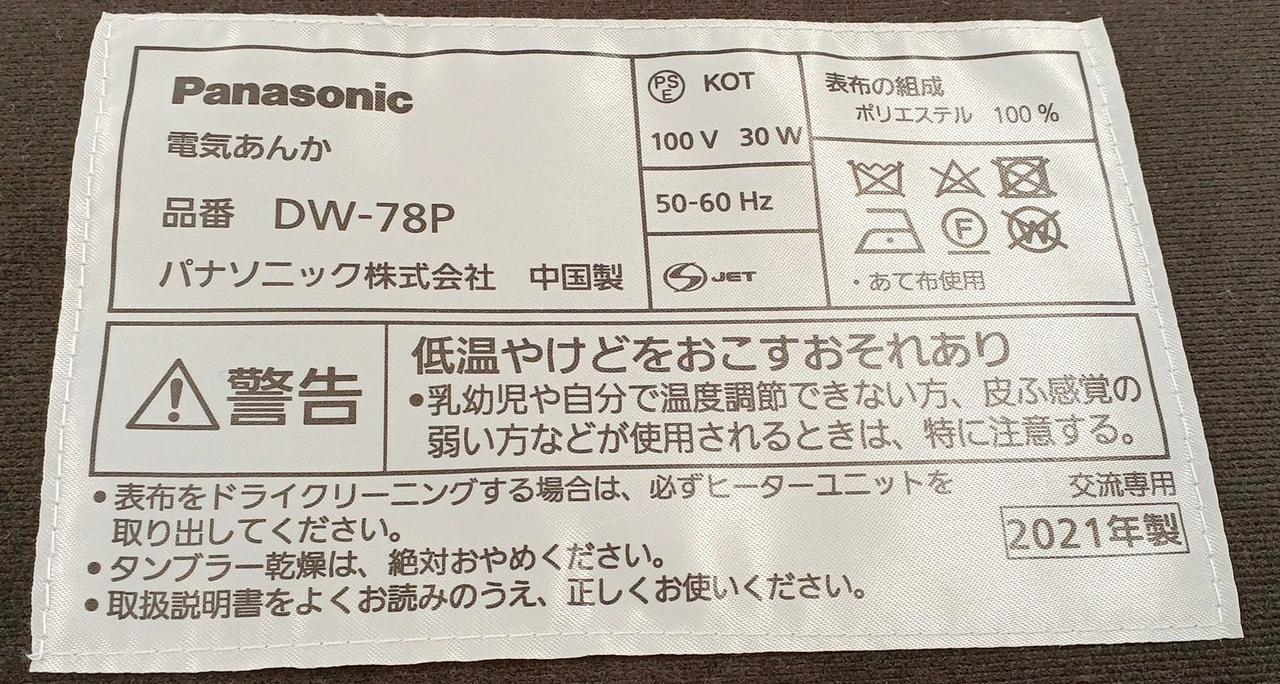 Panasonic
電気あんか
品番 DW-78P
パナソニック株式会社 中国製
PS E KOT
100 V 30 W
50-60 Hz
JET
表布の組成
ポリエステル 100 %
F
W
・あて布使用
警告
低温やけどをおこすおそれあり
●乳幼児や自分で温度調節できない方、皮ふ感覚の
弱い方などが使用されるときは、特に注意する。
●表布をドライクリーニングする場合は、必ずヒーターユニットを
取り出してください。
●タンブラー乾燥は、絶対おやめください。
●取扱説明書をよくお読みのうえ、正しくお使いください。
交流専用
2021年製